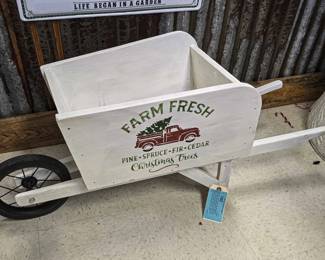 LIFE BEGAN IN A GARDEN
FARM FRESH
PINE • SPRUCE • FIR • CEDAR
Christmas Trees